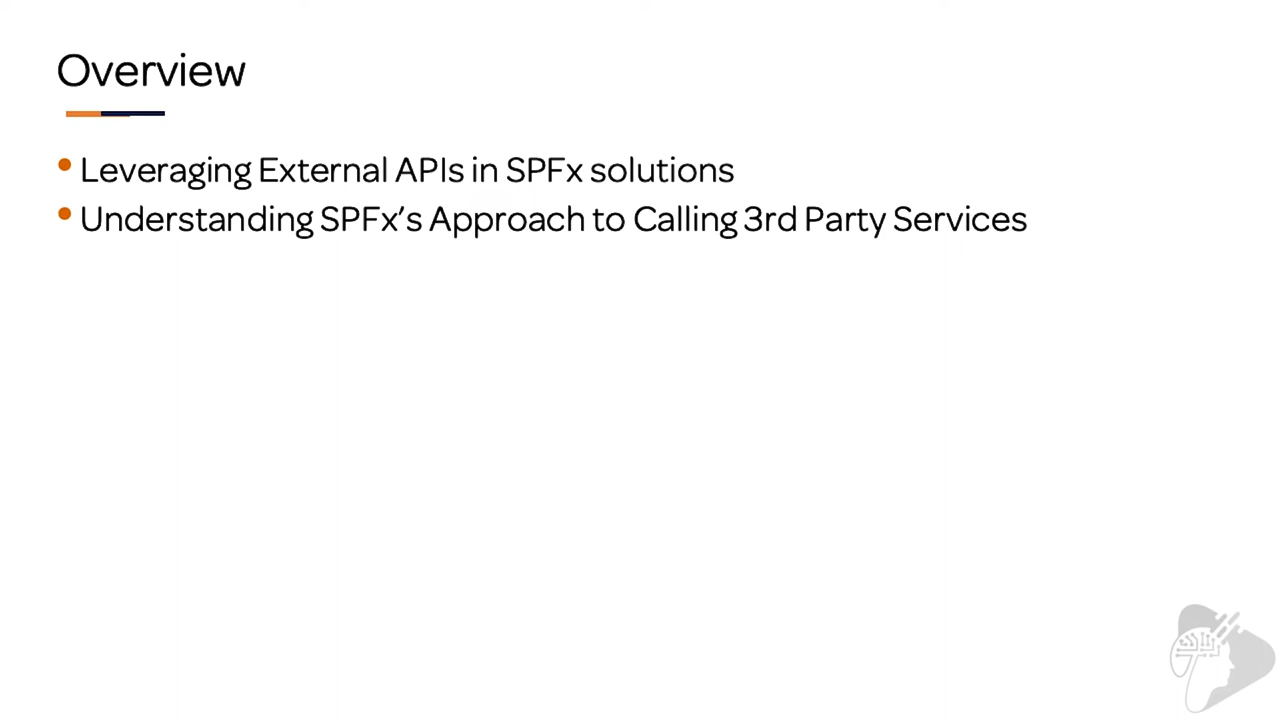 Overview
• Leveraging External APIs in SPFx solutions
• Understanding SPFx's Approach to Calling 3rd Party Services